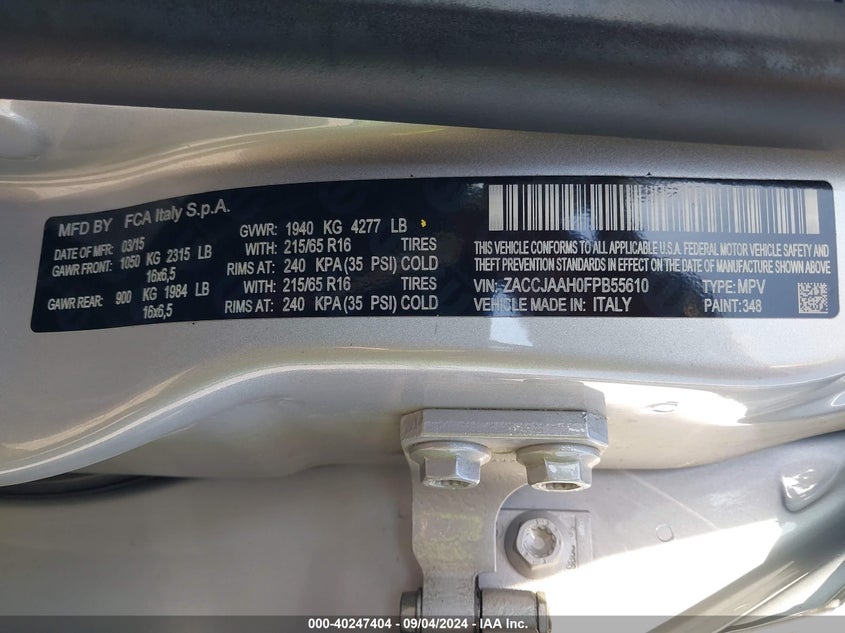 MFD BY FCA Italy S.p.A.
DATE OF MFR: 03/15
GAWR FRONT: 1050 KG 2315 LB
16x6,5
GAWR REAR: 900 KG 1984 LB
16x6,5
GVWR: 1940 KG 4277 LB
WITH: 215/65 R16 TIRES
RIMS AT: 240 KPA (35 PSI) COLD
WITH: 215/65 R16 TIRES
RIMS AT: 240 KPA (35 PSI) COLD
THIS VEHICLE CONFORMS TO ALL APPLICABLE U.S.A. FEDERAL MOTOR VEHICLE SAFETY AND
THEFT PREVENTION STANDARDS IN EFFECT ON THE DATE OF MANUFACTURE SHOWN ABOVE
VIN: ZACCJAAH0FPB55610 TYPE: MPV
VEHICLE MADE IN: ITALY PAINT: 348
000-40247404 - 09/04/2024 - IAA Inc.